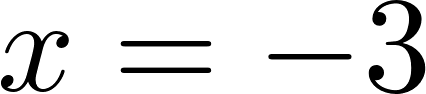 x = −3